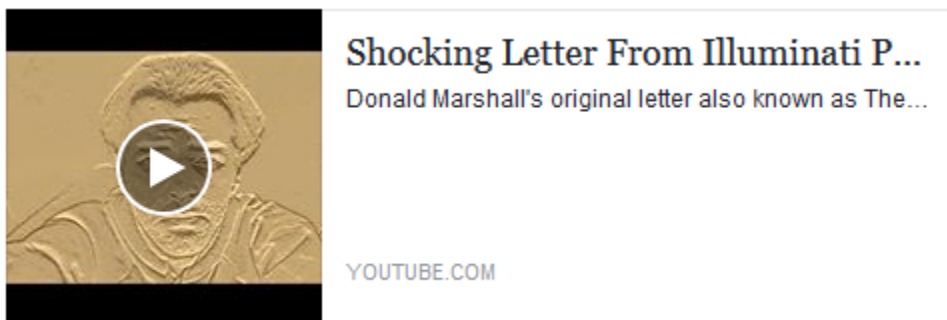 Shocking Letter From Illuminati P...
Donald Marshall's original letter also known as The...
YOUTUBE.COM